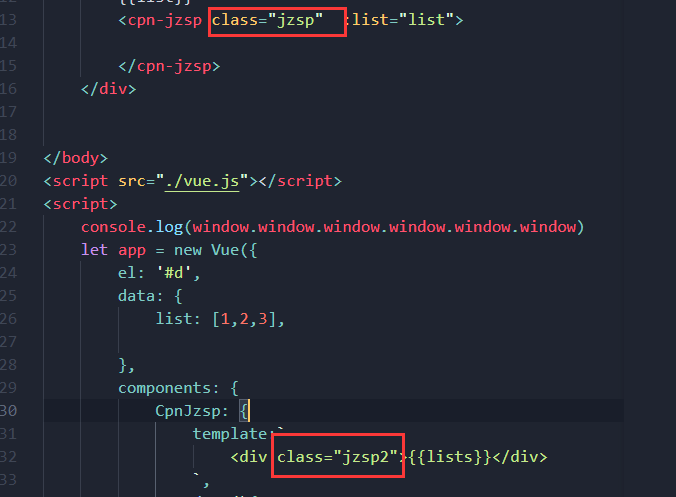 12 {{list}}
13 <cpn-jzsp class="jzsp" :list="list">
14
15 </cpn-jzsp>
16 </div>
17
18
19 </body>
20 <script src="./vue.js"></script>
21 <script>
22 console.log(window.window.window.window.window.window)
23 let app = new Vue({
24 el: '#d',
25 data: {
26 list: [1,2,3],
27
28 },
29 components: {
30 CpnJzsp: {
31 template:`
32 <div class="jzsp2">{{lists}}</div>
33 `,